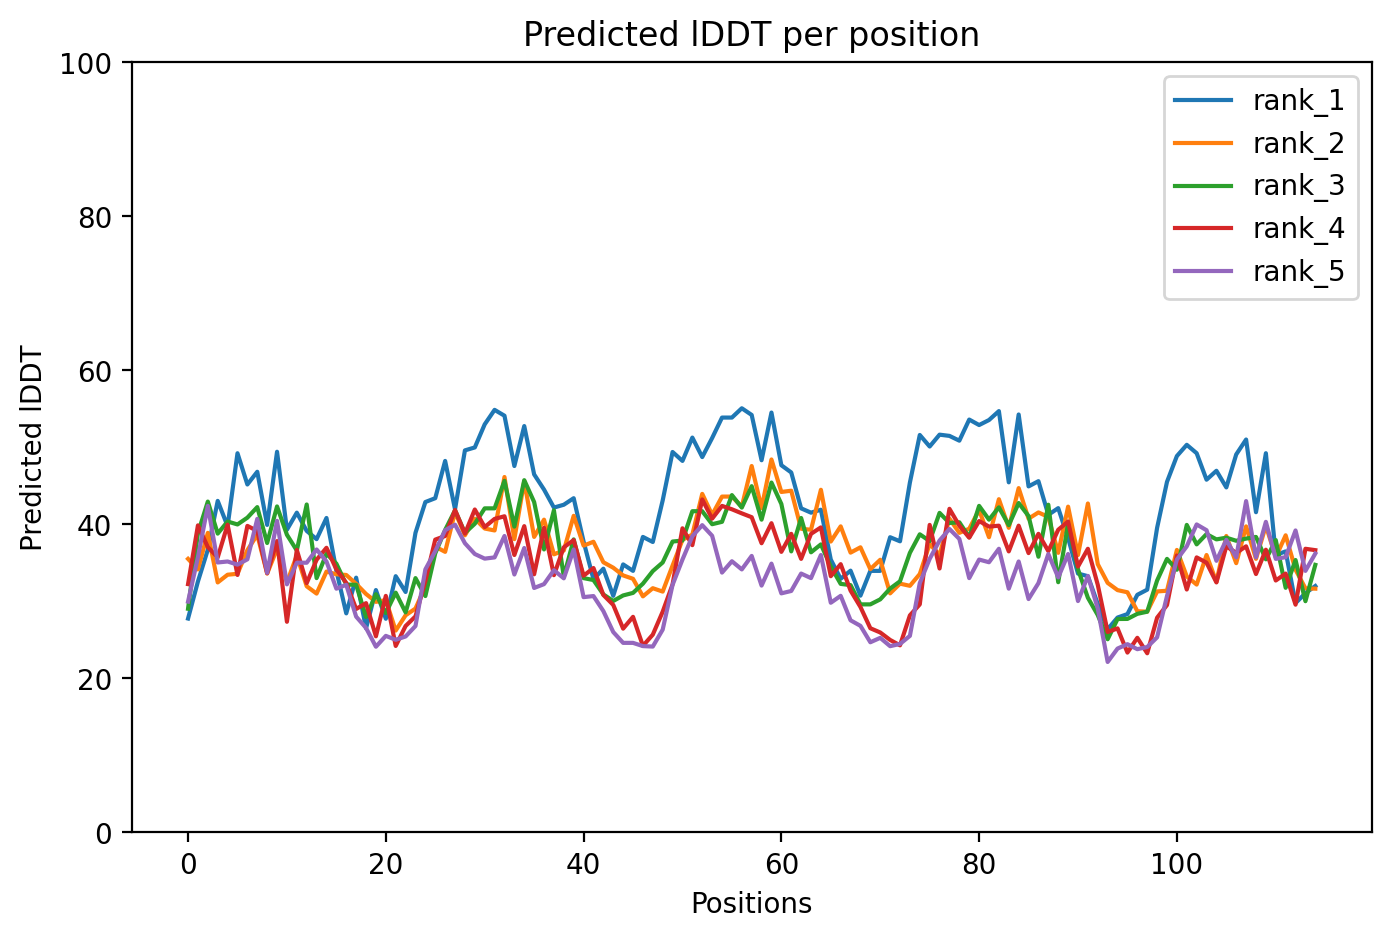 Predicted lDDT per position
100
80
60
40
20
0
Predicted lDDT
0 20 40 60 80 100
Positions
rank_1
rank_2
rank_3
rank_4
rank_5